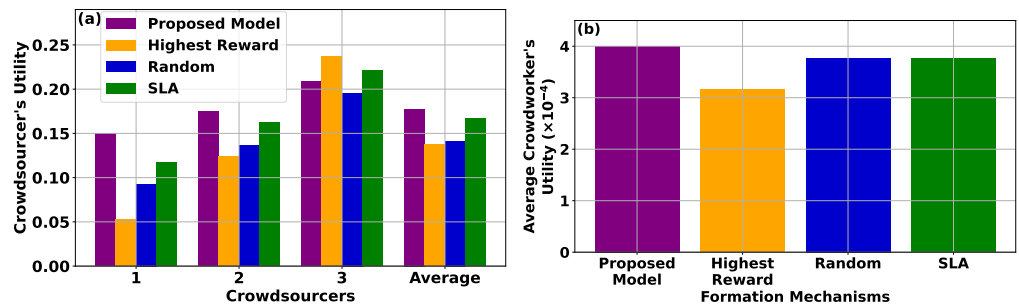 (a)
Proposed Model
Highest Reward
Random
SLA
Crowdsourcer's Utility
0.25
0.20
0.15
0.10
0.05
0.00
1
2
3
Average
Crowdsourcers
(b)
Average Crowdworker's
Utility (×10⁻⁴)
4
3
2
1
0
Proposed
Model
Highest
Reward
Random
SLA
Formation Mechanisms